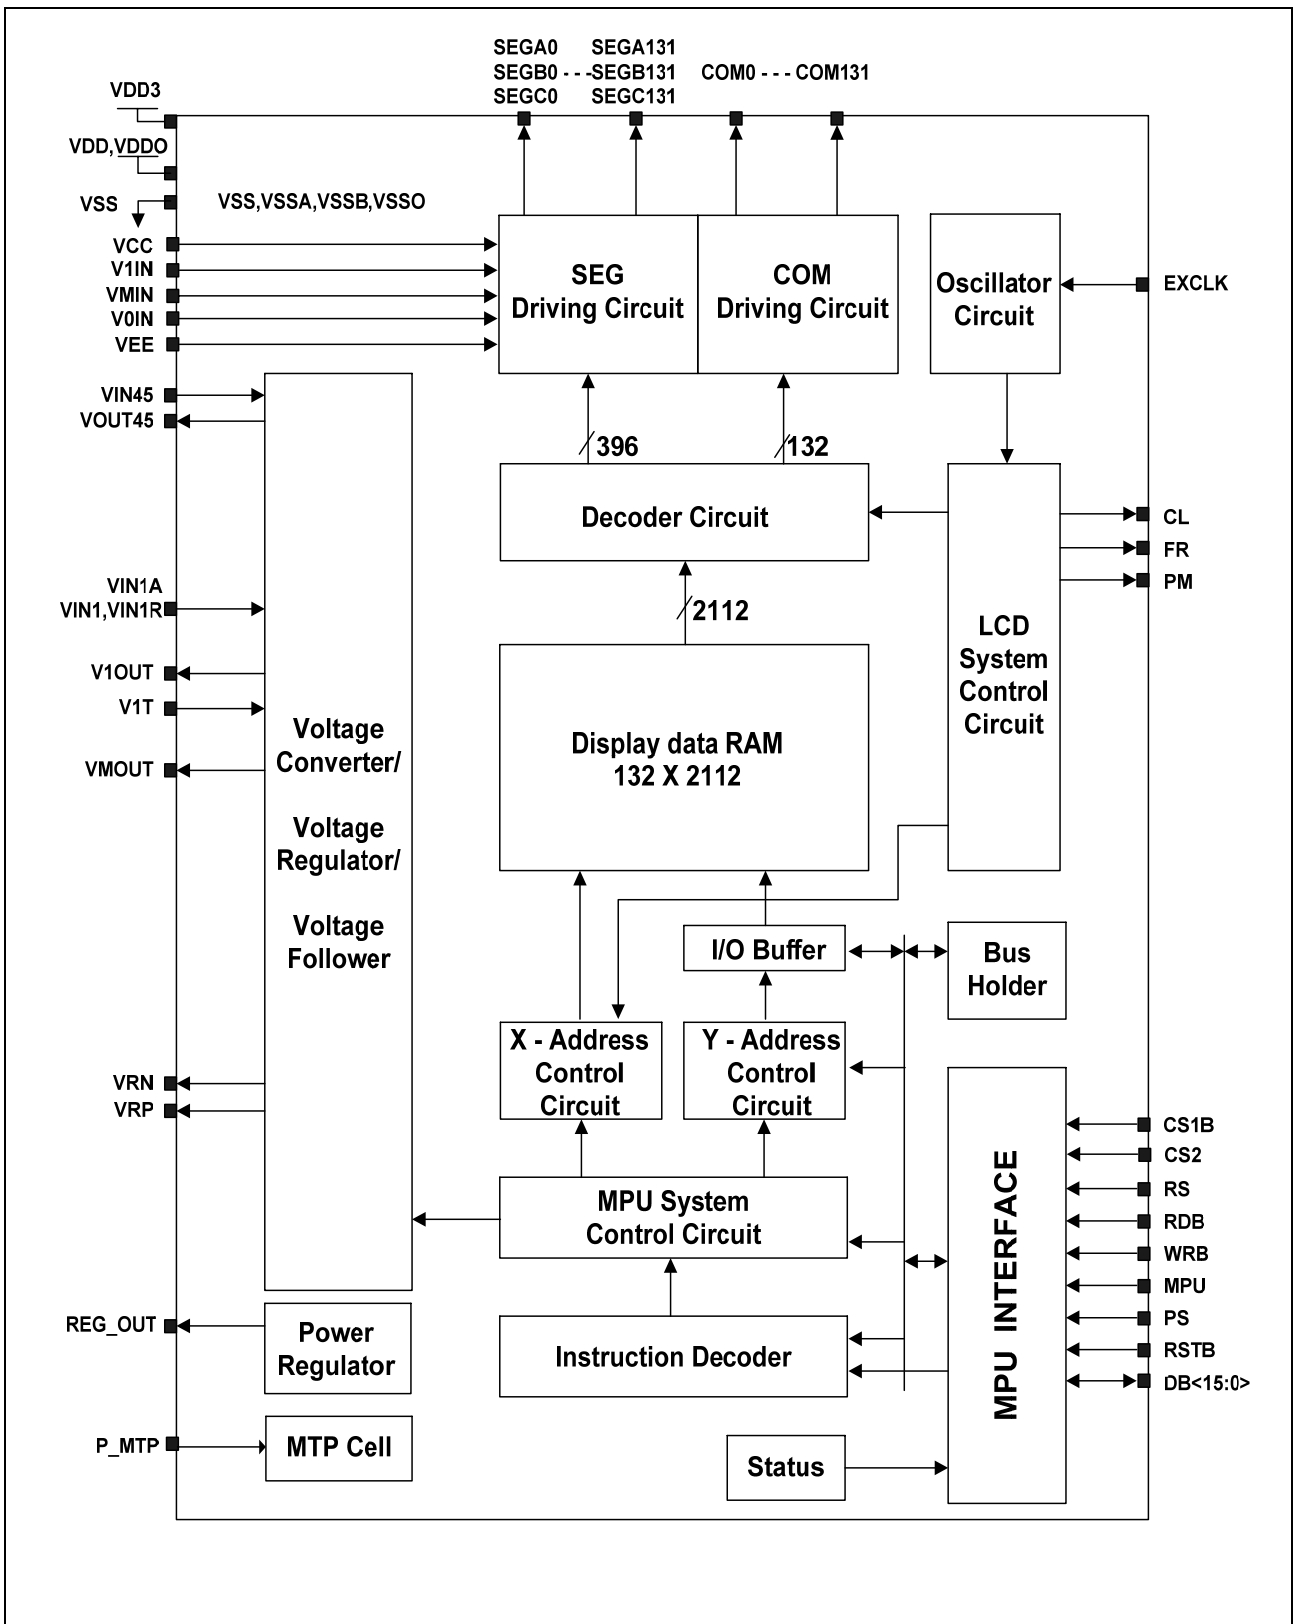 SEGA0 SEGA131
SEGB0 - - - SEGB131 COM0 - - - COM131
SEGC0 SEGC131
VDD3
VDD,VDDO
VSS
VSS,VSSA,VSSB,VSSO
VCC
V1IN
VMIN
V0IN
VEE
SEG
Driving Circuit
COM
Driving Circuit
Oscillator
Circuit
EXCLK
VIN45
VOUT45
396
132
Decoder Circuit
CL
FR
PM
VIN1A
VIN1,VIN1R
2112
LCD
System
Control
Circuit
V1OUT
V1T
VMOUT
Voltage
Converter/
Voltage
Regulator/
Voltage
Follower
Display data RAM
132 X 2112
I/O Buffer
Bus
Holder
X - Address
Control
Circuit
Y - Address
Control
Circuit
VRN
VRP
MPU System
Control Circuit
MPU INTERFACE
CS1B
CS2
RS
RDB
WRB
MPU
PS
RSTB
DB<15:0>
REG_OUT
Power
Regulator
Instruction Decoder
P_MTP
MTP Cell
Status